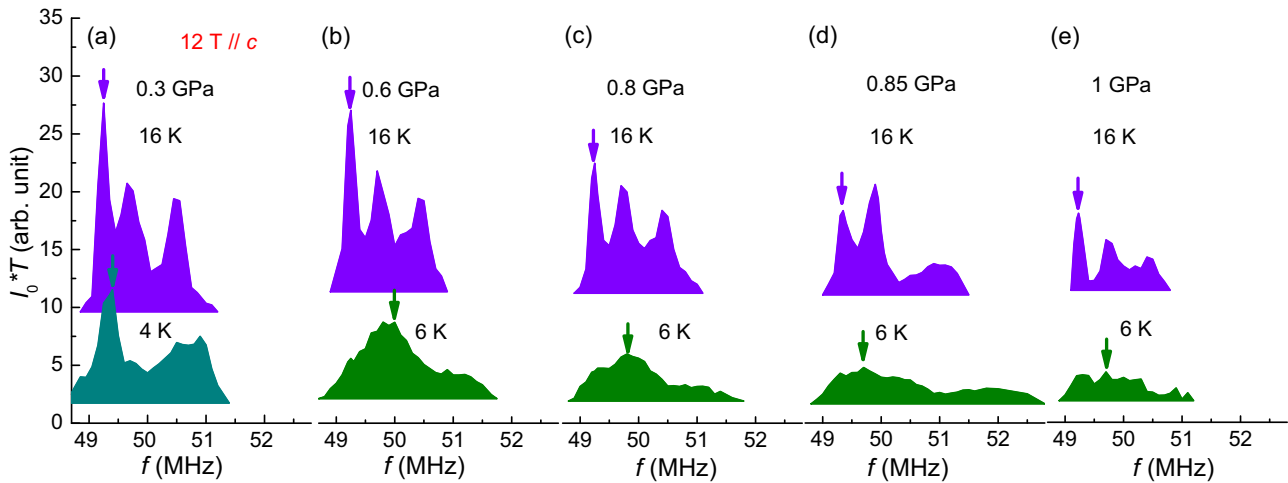 35
30
25
20
15
10
5
0
I₀*T (arb. unit)
(a)
12 T // c
0.3 GPa
16 K
4 K
49 50 51 52
f (MHz)
(b)
0.6 GPa
16 K
6 K
49 50 51 52
f (MHz)
(c)
0.8 GPa
16 K
6 K
49 50 51 52
f (MHz)
(d)
0.85 GPa
16 K
6 K
49 50 51 52
f (MHz)
(e)
1 GPa
16 K
6 K
49 50 51 52
f (MHz)